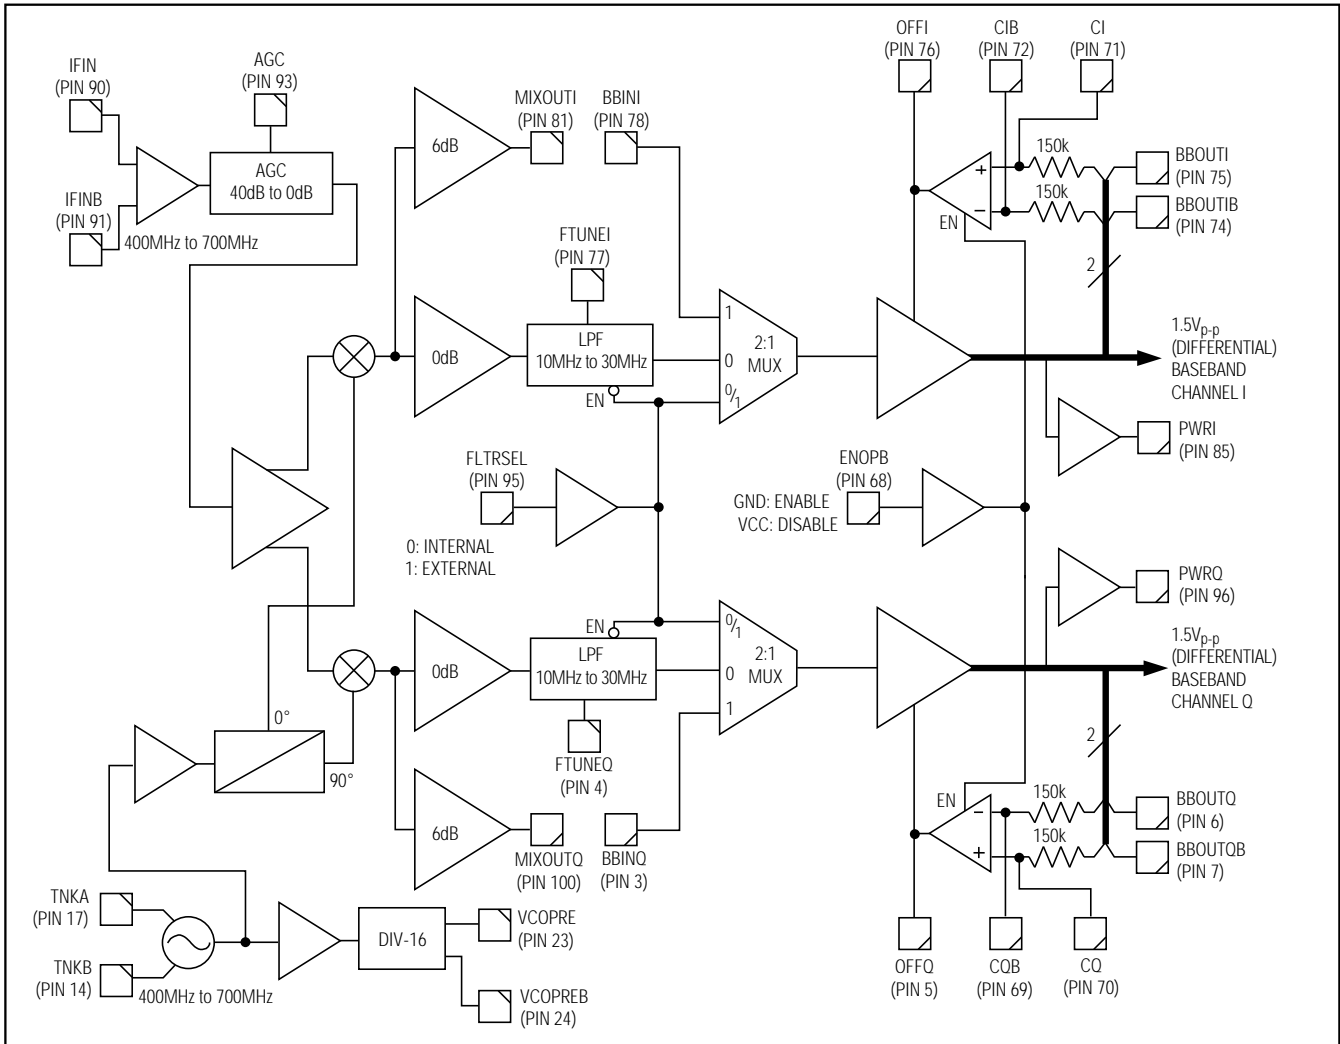 OFFI
(PIN 76)
CIB
(PIN 72)
CI
(PIN 71)
IFIN
(PIN 90)
AGC
(PIN 93)
MIXOUTI
(PIN 81)
BBINI
(PIN 78)
6dB
AGC
40dB to 0dB
IFINB
(PIN 91)
400MHz to 700MHz
+
−
EN
150k
150k
BBOUTI
(PIN 75)
BBOUTIB
(PIN 74)
2
FTUNEI
(PIN 77)
0dB
LPF
10MHz to 30MHz
EN
1
0
0/1
2:1
MUX
1.5Vp-p
(DIFFERENTIAL)
BASEBAND
CHANNEL I
PWRI
(PIN 85)
FLTRSEL
(PIN 95)
0: INTERNAL
1: EXTERNAL
ENOPB
(PIN 68)
GND: ENABLE
VCC: DISABLE
PWRQ
(PIN 96)
EN
0dB
LPF
10MHz to 30MHz
0/1
0
1
2:1
MUX
1.5Vp-p
(DIFFERENTIAL)
BASEBAND
CHANNEL Q
0°
90°
FTUNEQ
(PIN 4)
2
6dB
MIXOUTQ
(PIN 100)
BBINQ
(PIN 3)
EN
−
+
150k
150k
BBOUTQ
(PIN 6)
BBOUTQB
(PIN 7)
TNKA
(PIN 17)
TNKB
(PIN 14)
400MHz to 700MHz
DIV-16
VCOPRE
(PIN 23)
VCOPREB
(PIN 24)
OFFQ
(PIN 5)
CQB
(PIN 69)
CQ
(PIN 70)